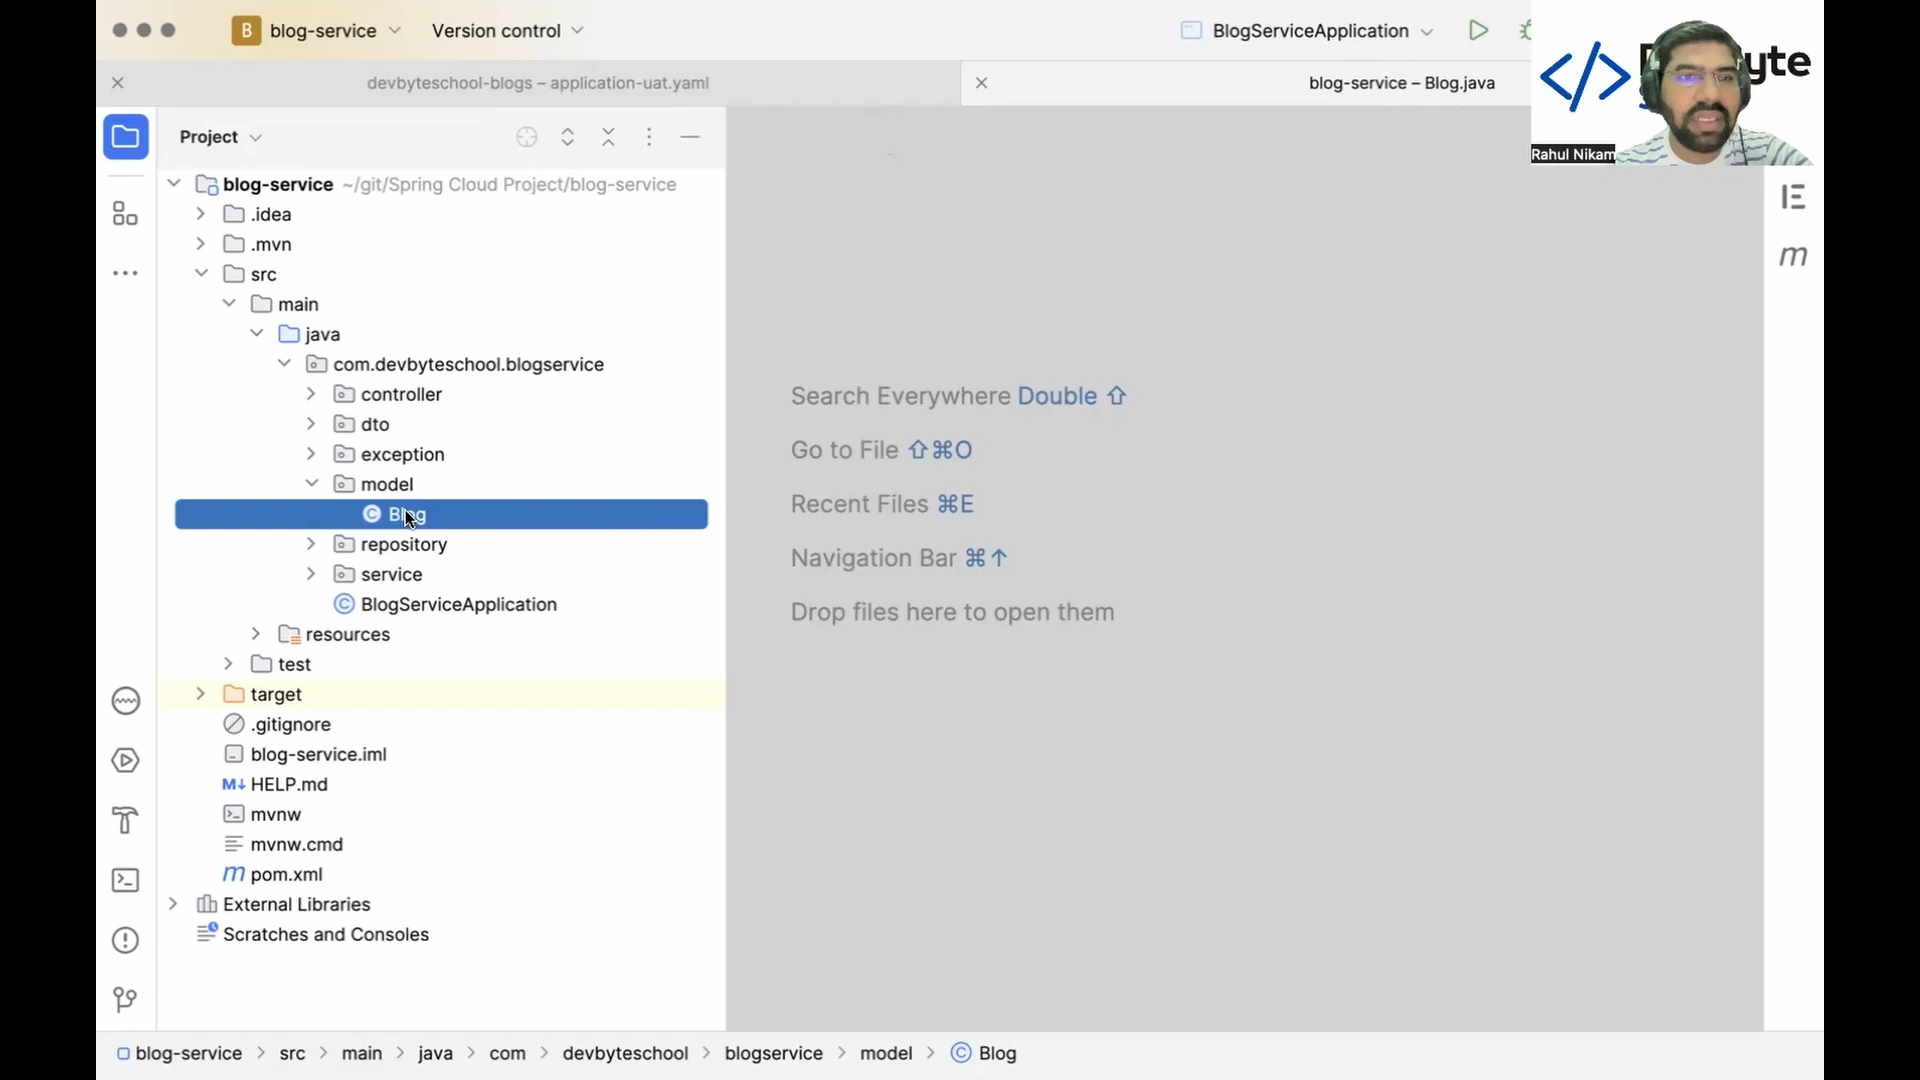 B blog-service Version control BlogServiceApplication
devbyteschool-blogs – application-uat.yaml blog-service – Blog.java
yte
Rahul Nikam
Project
blog-service ~/git/Spring Cloud Project/blog-service
.idea
.mvn
src
main
java
com.devbyteschool.blogservice
controller
dto
exception
model
Blog
repository
service
BlogServiceApplication
resources
test
target
.gitignore
blog-service.iml
M↓ HELP.md
mvnw
mvnw.cmd
m pom.xml
External Libraries
Scratches and Consoles
Search Everywhere Double ⇧
Go to File ⇧⌘O
Recent Files ⌘E
Navigation Bar ⌘↑
Drop files here to open them
m
blog-service > src > main > java > com > devbyteschool > blogservice > model > © Blog